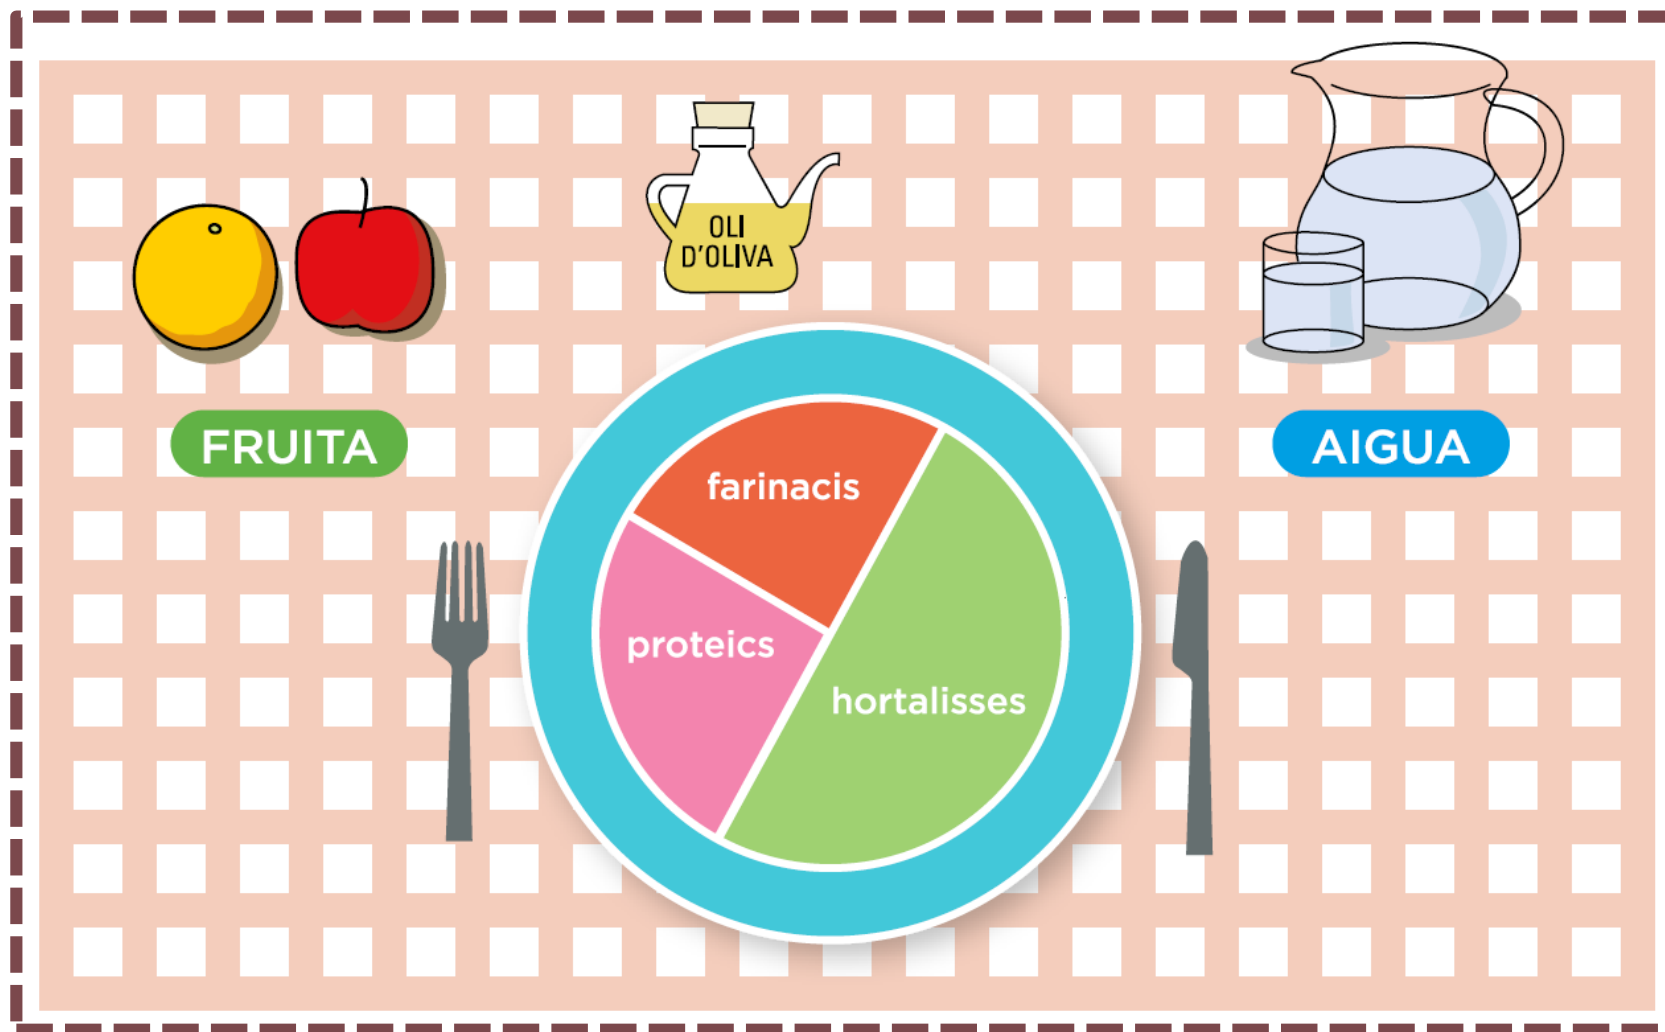 OLI
D'OLIVA
FRUITA
AIGUA
farinacis
proteics
hortalisses